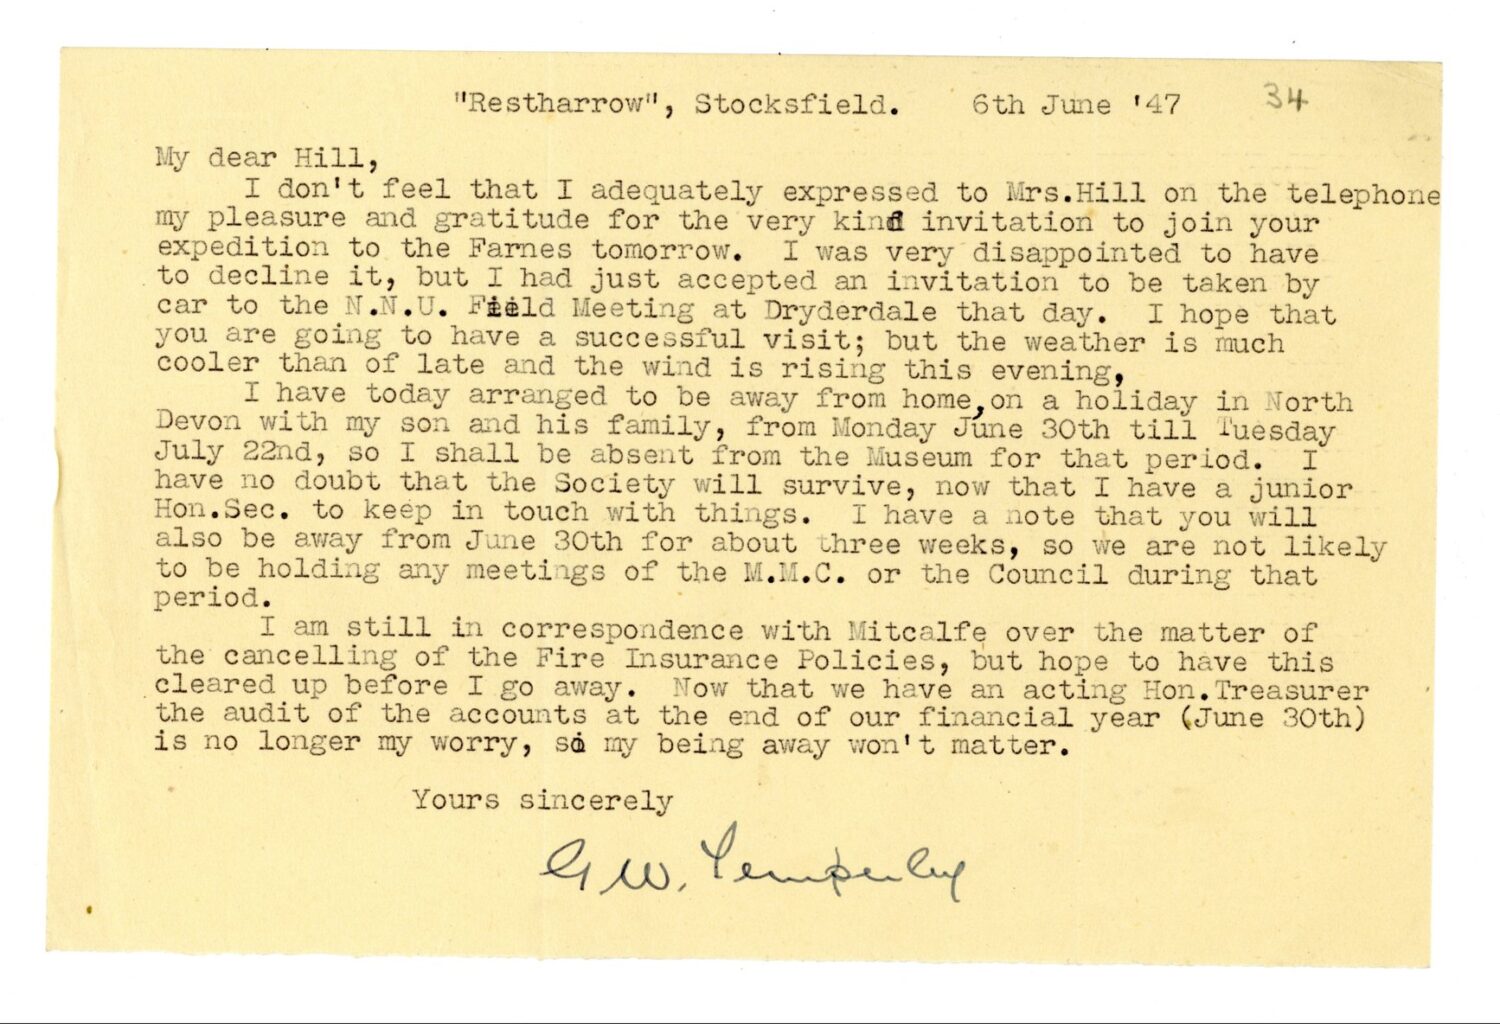 "Restharrow", Stocksfield. 6th June '47 34
My dear Hill,
I don't feel that I adequately expressed to Mrs.Hill on the telephone
my pleasure and gratitude for the very kind invitation to join your
expedition to the Farnes tomorrow. I was very disappointed to have
to decline it, but I had just accepted an invitation to be taken by
car to the N.N.U. Field Meeting at Dryderdale that day. I hope that
you are going to have a successful visit; but the weather is much
cooler than of late and the wind is rising this evening,
I have today arranged to be away from home,on a holiday in North
Devon with my son and his family, from Monday June 30th till Tuesday
July 22nd, so I shall be absent from the Museum for that period. I
have no doubt that the Society will survive, now that I have a junior
Hon.Sec. to keep in touch with things. I have a note that you will
also be away from June 30th for about three weeks, so we are not likely
to be holding any meetings of the M.M.C. or the Council during that
period.
I am still in correspondence with Mitcalfe over the matter of
the cancelling of the Fire Insurance Policies, but hope to have this
cleared up before I go away. Now that we have an acting Hon.Treasurer
the audit of the accounts at the end of our financial year (June 30th)
is no longer my worry, so my being away won't matter.
Yours sincerely
G W. Temperley